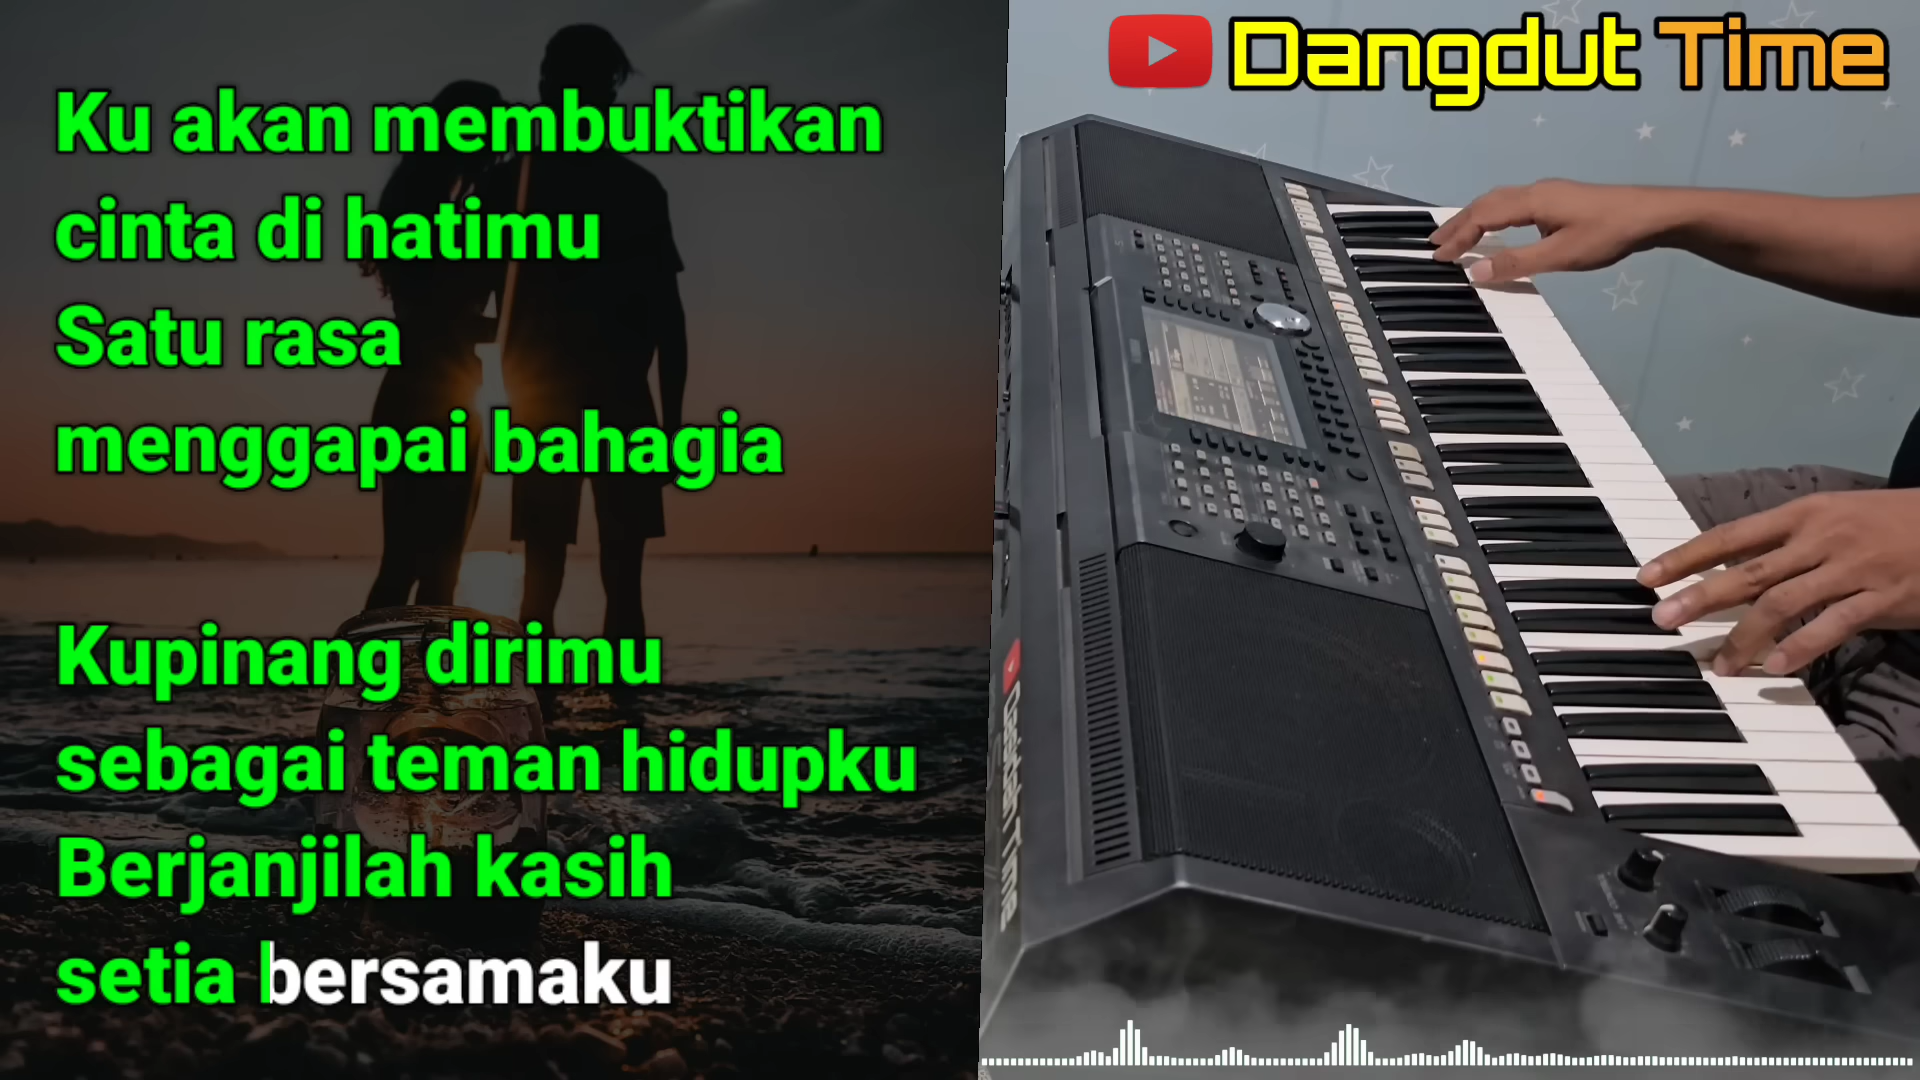 Dangdut Time
Ku akan membuktikan
cinta di hatimu
Satu rasa
menggapai bahagia
Kupinang dirimu
sebagai teman hidupku
Berjanjilah kasih
setia bersamaku